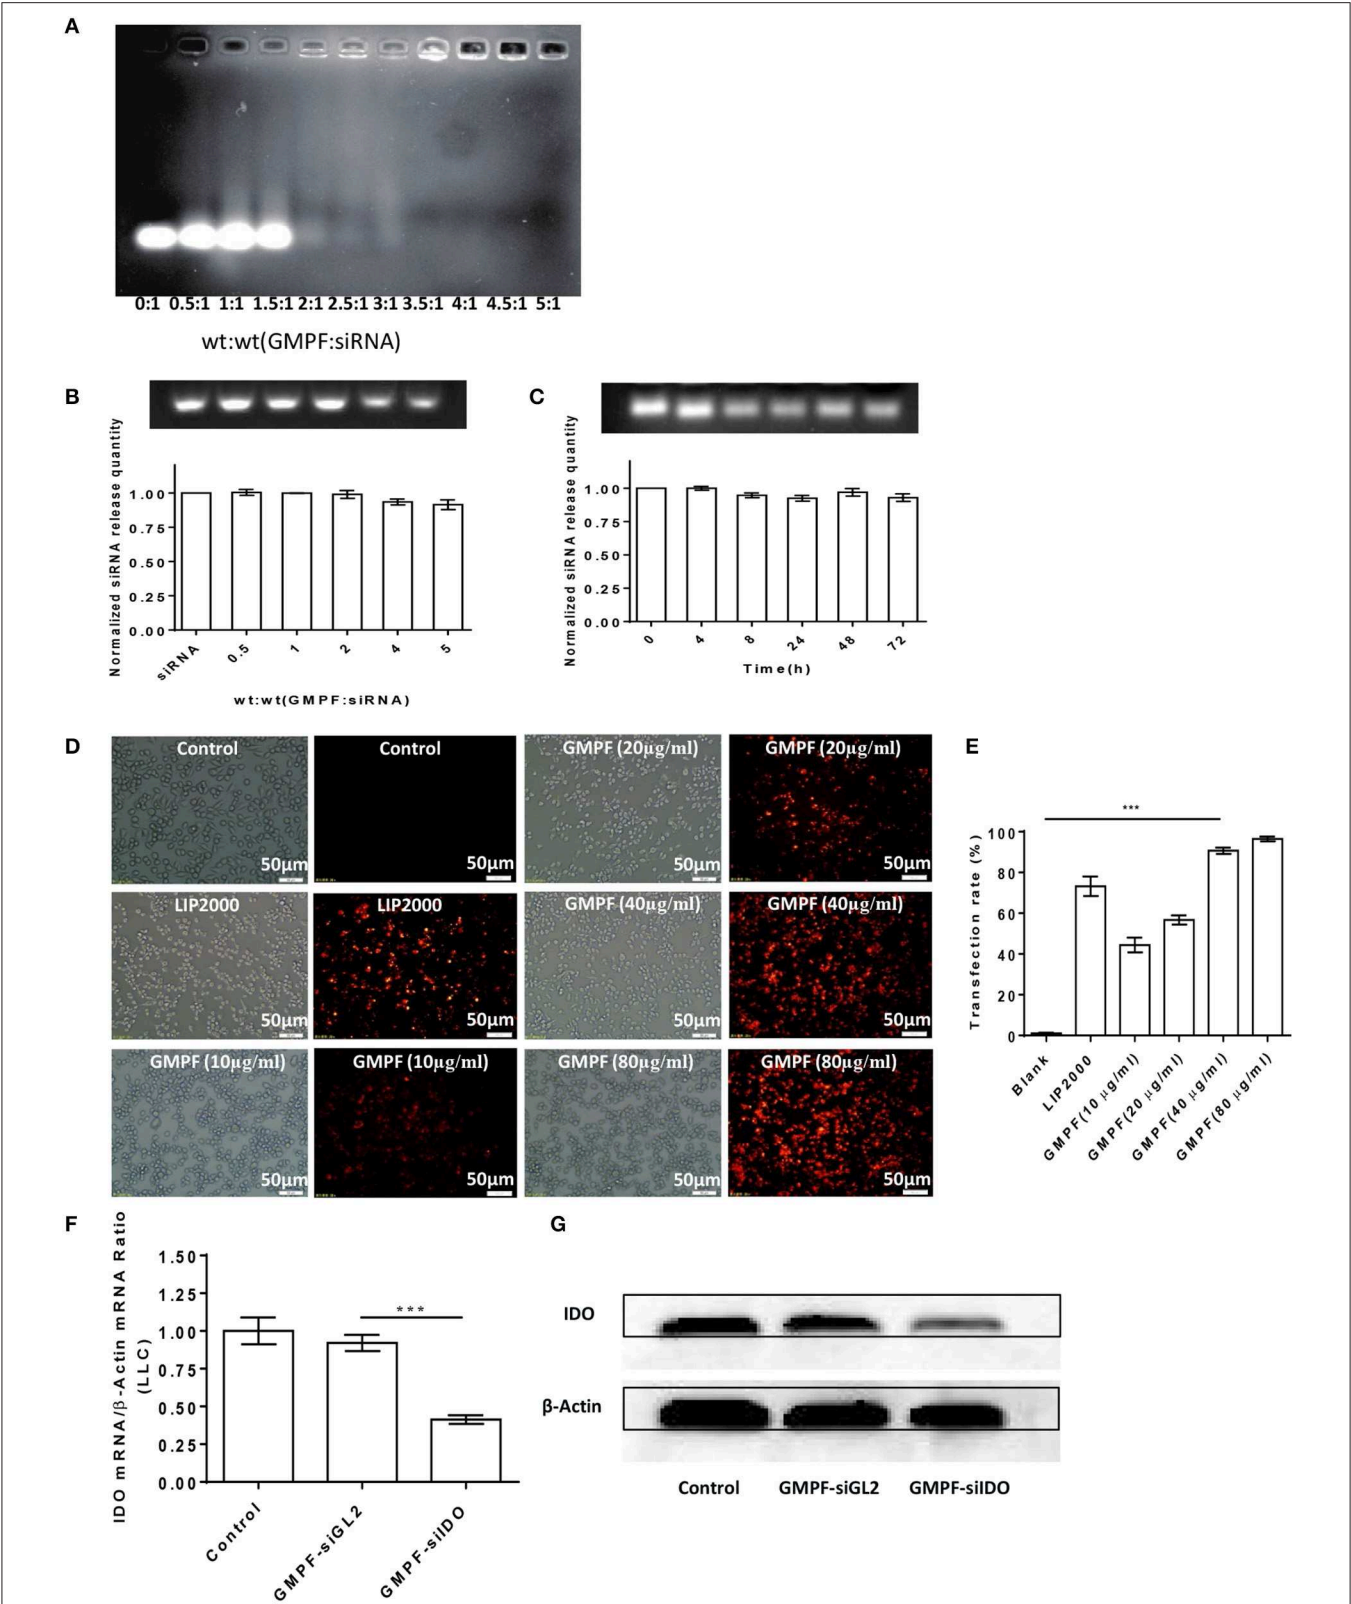 A
0:1 0.5:1 1:1 1.5:1 2:1 2.5:1 3:1 3.5:1 4:1 4.5:1 5:1
wt:wt(GMPF:siRNA)
B
Normalized siRNA release quantity
1.00
0.75
0.50
0.25
0.00
siRNA 0.5 1 2 4 5
wt:wt(GMPF:siRNA)
C
Normalized siRNA release quantity
1.00
0.75
0.50
0.25
0.00
0 4 8 24 48 72
Time(h)
D
Control
50µm
Control
50µm
GMPF (20µg/ml)
50µm
GMPF (20µg/ml)
50µm
LIP2000
50µm
LIP2000
50µm
GMPF (40µg/ml)
50µm
GMPF (40µg/ml)
50µm
GMPF (10µg/ml)
50µm
GMPF (10µg/ml)
50µm
GMPF (80µg/ml)
50µm
GMPF (80µg/ml)
50µm
E
Transfection rate (%)
***
100
80
60
40
20
0
Blank
LIP2000
GMPF(10 µg/ml)
GMPF(20 µg/ml)
GMPF(40 µg/ml)
GMPF(80 µg/ml)
F
IDO mRNA/β-Actin mRNA Ratio
(LLC)
1.50
1.25
1.00
0.75
0.50
0.25
0.00
***
Control
GMPF-siGL2
GMPF-siIDO
G
IDO
β-Actin
Control GMPF-siGL2 GMPF-siIDO